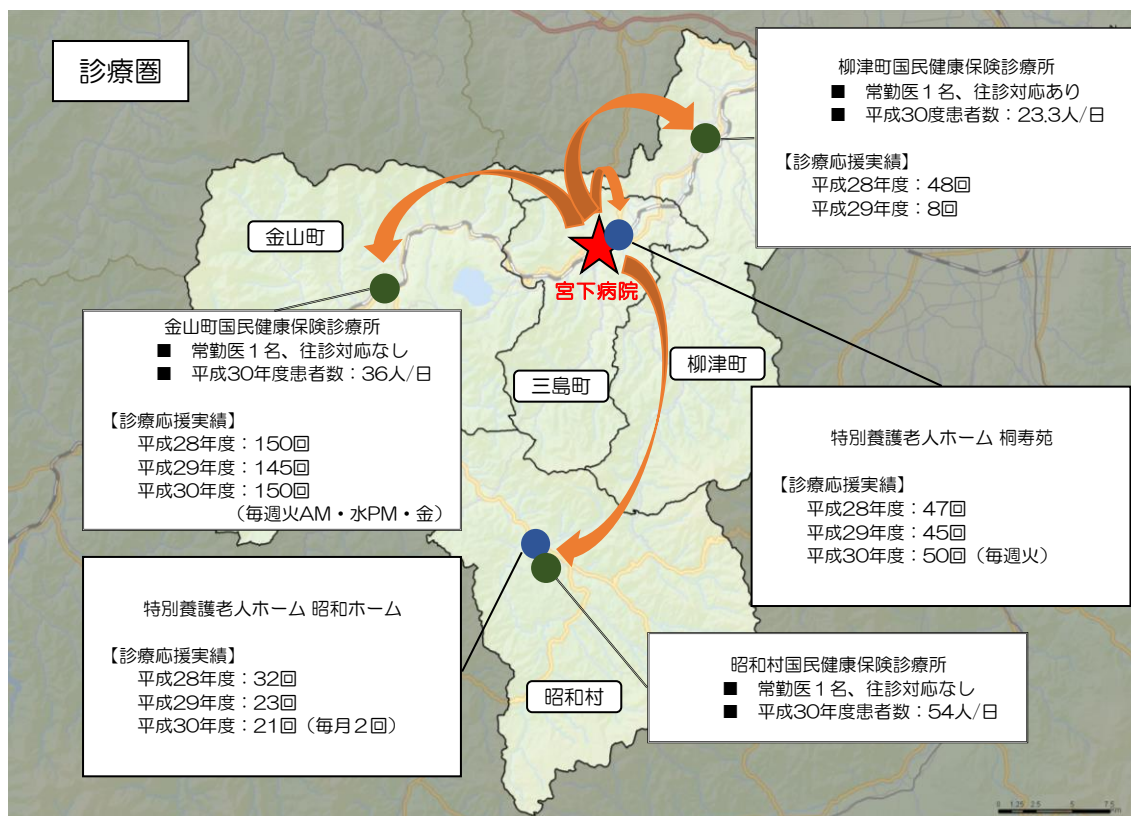 診療圏
柳津町国民健康保険診療所
■ 常勤医1名、往診対応あり
■ 平成30度患者数：23.3人/日
【診療応援実績】
平成28年度：48回
平成29年度：8回
金山町
宮下病院
金山町国民健康保険診療所
■ 常勤医1名、往診対応なし
■ 平成30年度患者数：36人/日
【診療応援実績】
平成28年度：150回
平成29年度：145回
平成30年度：150回
（毎週火AM・水PM・金）
三島町
柳津町
特別養護老人ホーム 桐寿苑
【診療応援実績】
平成28年度：47回
平成29年度：45回
平成30年度：50回（毎週火）
特別養護老人ホーム 昭和ホーム
【診療応援実績】
平成28年度：32回
平成29年度：23回
平成30年度：21回（毎月2回）
昭和村
昭和村国民健康保険診療所
■ 常勤医1名、往診対応なし
■ 平成30年度患者数：54人/日
0 1.25 2.5 5 7.5